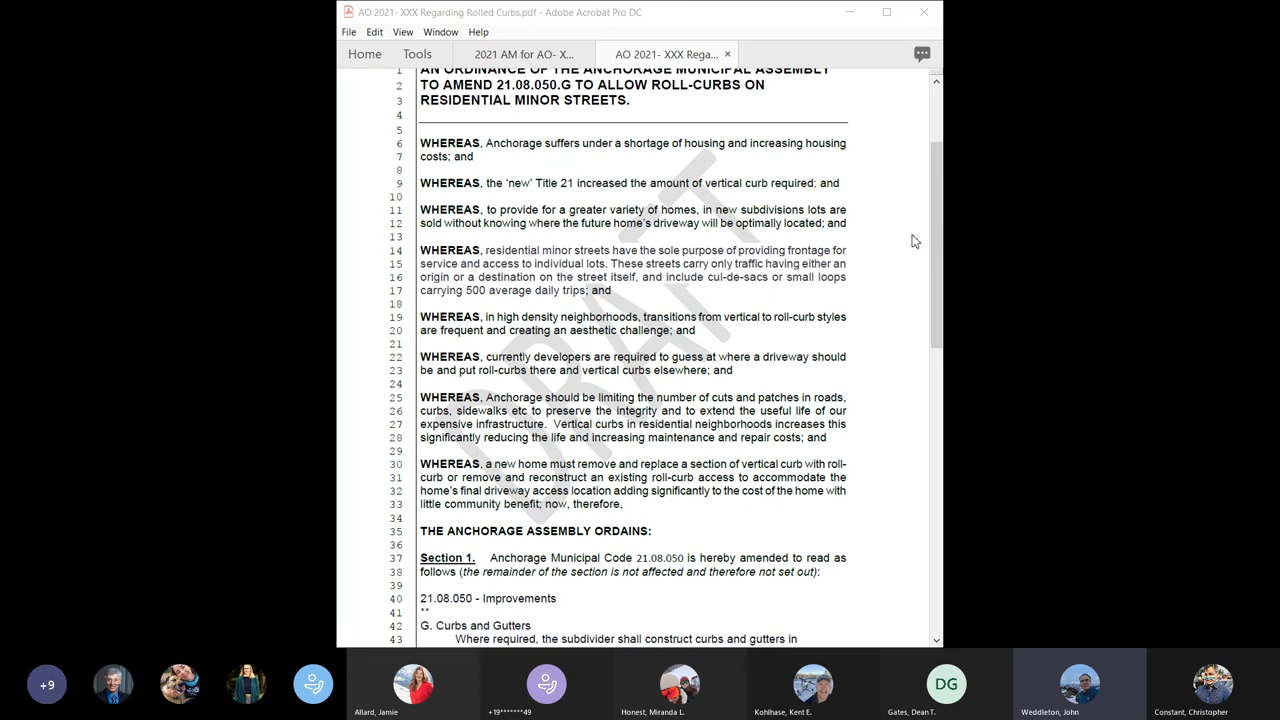 AO 2021- XXX Regarding Rolled Curbs.pdf - Adobe Acrobat Pro DC
File Edit View Window Help
Home Tools 2021 AM for AO- X... AO 2021- XXX Rega... ×
1 AN ORDINANCE OF THE ANCHORAGE MUNICIPAL ASSEMBLY
2 TO AMEND 21.08.050.G TO ALLOW ROLL-CURBS ON
3 RESIDENTIAL MINOR STREETS.
4
5
6 WHEREAS, Anchorage suffers under a shortage of housing and increasing housing
7 costs; and
8
9 WHEREAS, the ‘new’ Title 21 increased the amount of vertical curb required; and
10
11 WHEREAS, to provide for a greater variety of homes, in new subdivisions lots are
12 sold without knowing where the future home’s driveway will be optimally located; and
13
14 WHEREAS, residential minor streets have the sole purpose of providing frontage for
15 service and access to individual lots. These streets carry only traffic having either an
16 origin or a destination on the street itself, and include cul-de-sacs or small loops
17 carrying 500 average daily trips; and
18
19 WHEREAS, in high density neighborhoods, transitions from vertical to roll-curb styles
20 are frequent and creating an aesthetic challenge; and
21
22 WHEREAS, currently developers are required to guess at where a driveway should
23 be and put roll-curbs there and vertical curbs elsewhere; and
24
25 WHEREAS, Anchorage should be limiting the number of cuts and patches in roads,
26 curbs, sidewalks etc to preserve the integrity and to extend the useful life of our
27 expensive infrastructure. Vertical curbs in residential neighborhoods increases this
28 significantly reducing the life and increasing maintenance and repair costs; and
29
30 WHEREAS, a new home must remove and replace a section of vertical curb with roll-
31 curb or remove and reconstruct an existing roll-curb access to accommodate the
32 home’s final driveway access location adding significantly to the cost of the home with
33 little community benefit; now, therefore,
34
35 THE ANCHORAGE ASSEMBLY ORDAINS:
36
37 Section 1. Anchorage Municipal Code 21.08.050 is hereby amended to read as
38 follows (the remainder of the section is not affected and therefore not set out):
39
40 21.08.050 - Improvements
41 **
42 G. Curbs and Gutters
43 Where required, the subdivider shall construct curbs and gutters in
DRAFT
+9
DG
Allard, Jamie
+19*******49
Honest, Miranda L.
Kohlhase, Kent E.
Gates, Dean T.
Weddleton, John
Constant, Christopher